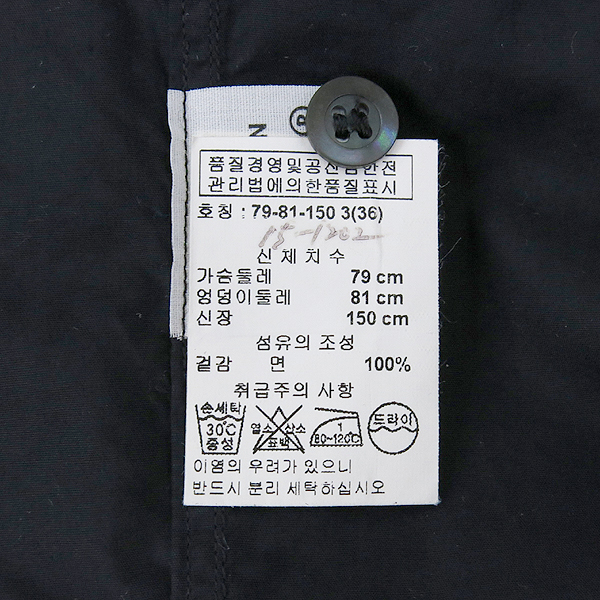 N
®
품질경영및공산품안전
관리법에의한품질표시
호칭 : 79-81-150 3(36)
15-1202
신체치수
가슴둘레 79 cm
엉덩이둘레 81 cm
신장 150 cm
섬유의 조성
겉감 면 100%
취급주의 사항
손세탁 30℃ 중성
염소 산소 표백
1 80~120℃
드라이
이염의 우려가 있으니
반드시 분리 세탁하십시오